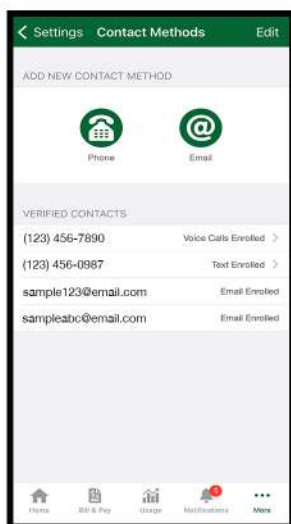 Settings Contact Methods Edit
ADD NEW CONTACT METHOD
Phone Email
VERIFIED CONTACTS
(123) 456-7890 Voice Calls Enrolled
(123) 456-0987 Text Enrolled
sample123@email.com Email Enrolled
sampleabc@email.com Email Enrolled
1
Home Bill & Pay Usage Notifications More